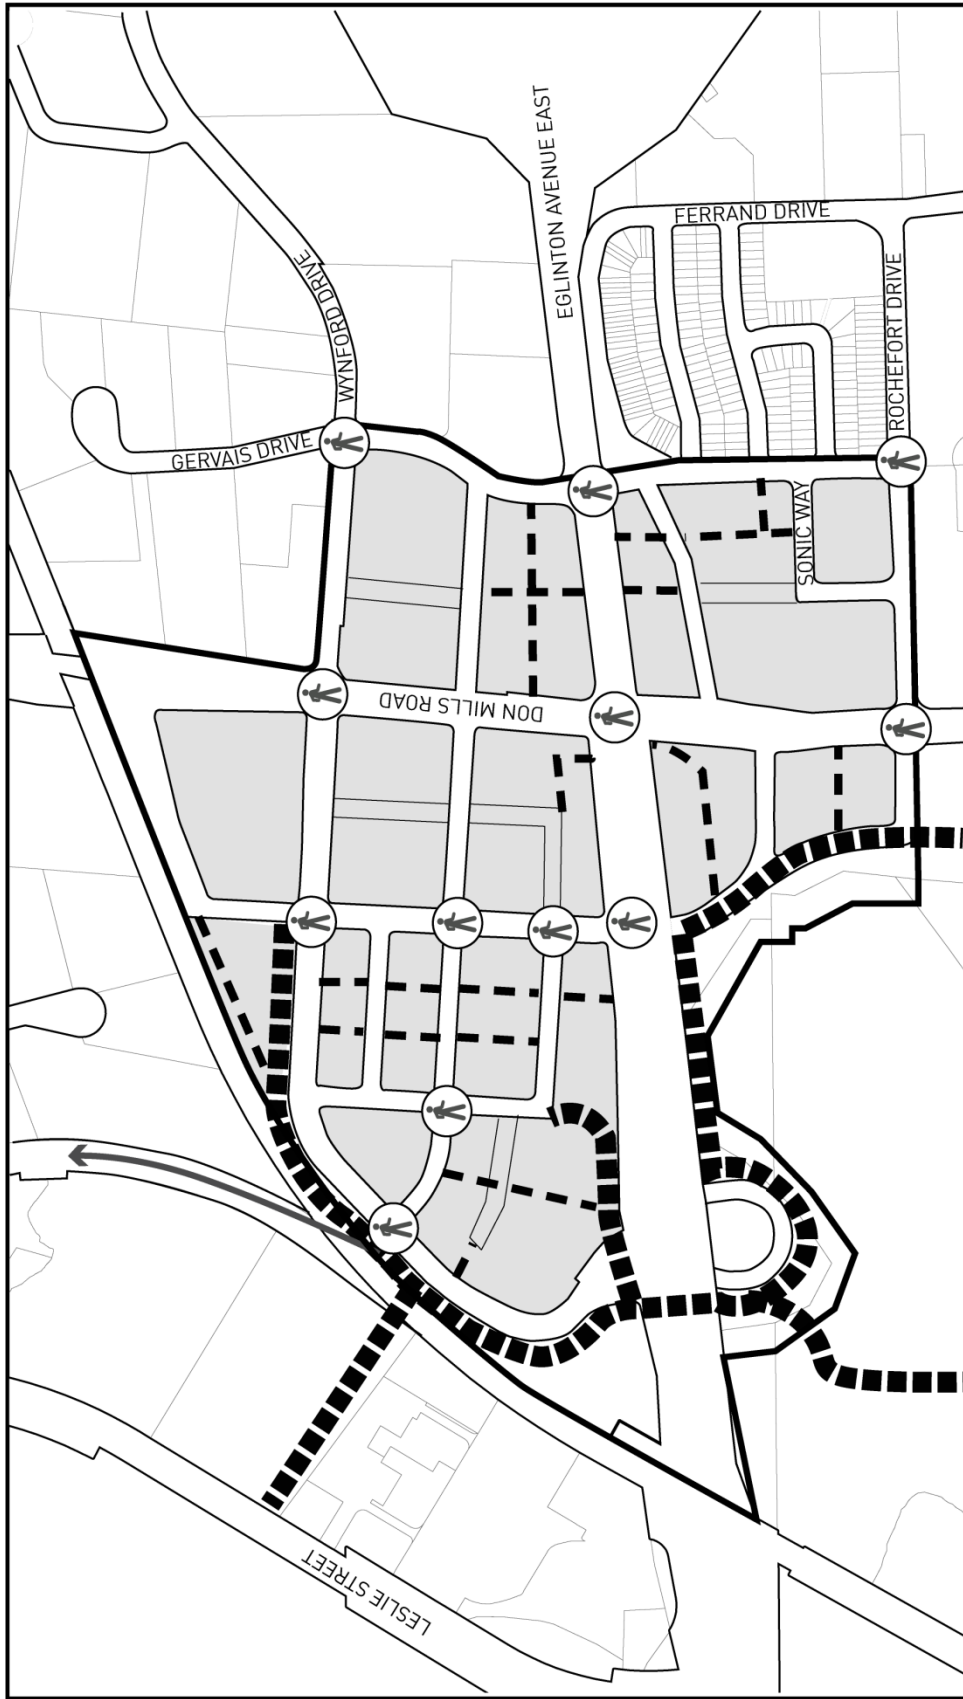 EGLINTON AVENUE EAST
FERRAND DRIVE
WYNFORD DRIVE
ROCHEFORT DRIVE
GERVAIS DRIVE
SONIC WAY
DON MILLS ROAD
LESLIE STREET